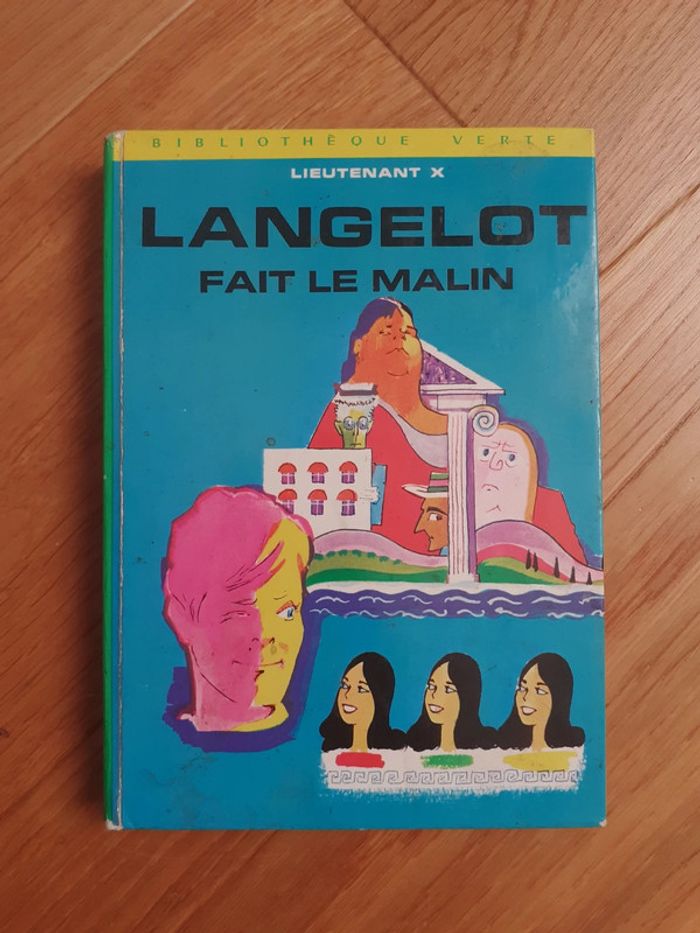 BIBLIOTHÈQUE VERTE
LIEUTENANT X
LANGELOT
FAIT LE MALIN